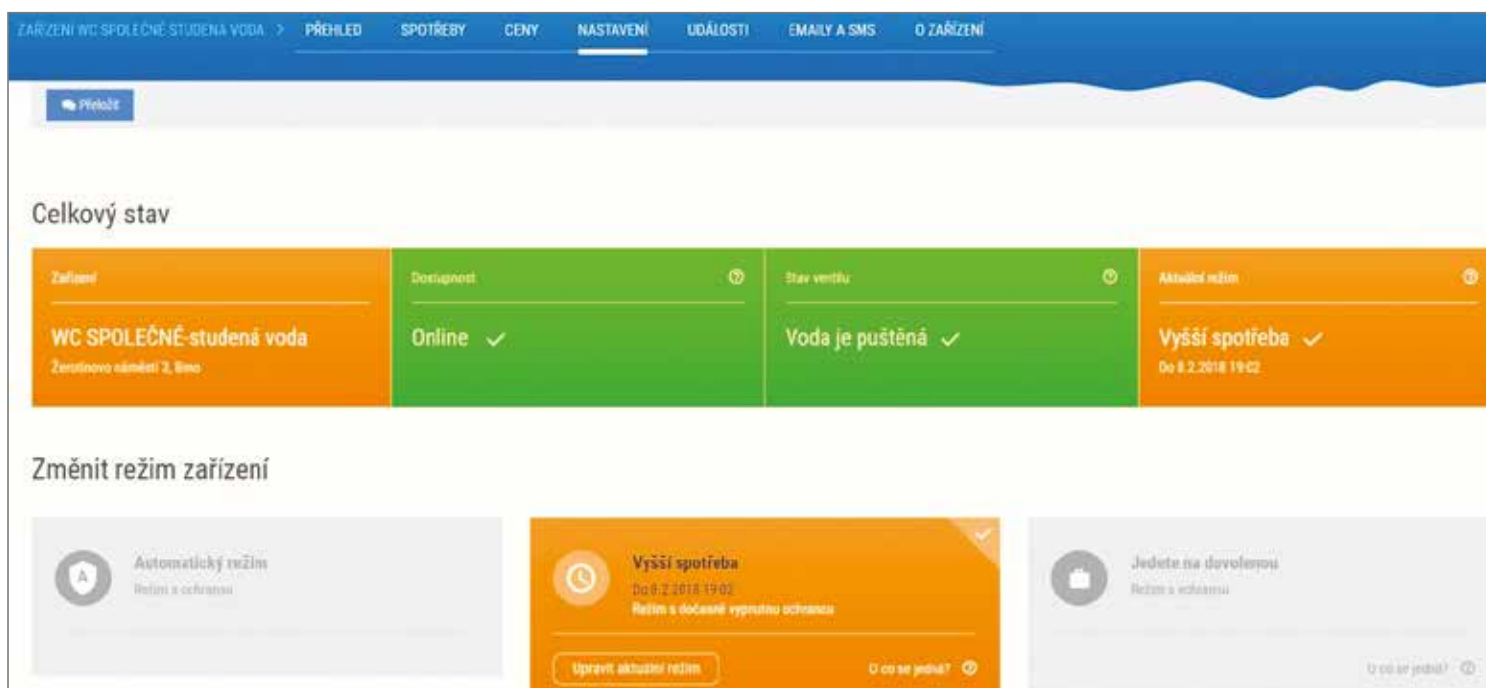 ZAŘÍZENÍ WC SPOLEČNÉ STUDENÁ VODA > PŘEHLED SPOTŘEBY CENY NASTAVENÍ UDÁLOSTI EMAILY A SMS O ZAŘÍZENÍ
Přeložit
Celkový stav
Zařízení Dostupnost Stav ventilu Aktuální režim
WC SPOLEČNÉ-studená voda Online Voda je puštěná Vyšší spotřeba
Žerotínovo náměstí 3, Brno Do 8.2.2018 19:02
Změnit režim zařízení
Automatický režim Vyšší spotřeba Jedete na dovolenou
Režim s ochranou Do 8.2.2018 19:02 Režim s ochranou
Režim s dočasně vypnutou ochranou
Upravit aktuální režim O co se jedná? O co se jedná?